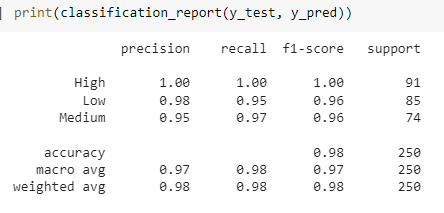 print(classification_report(y_test, y_pred))
precision recall f1-score support
High 1.00 1.00 1.00 91
Low 0.98 0.95 0.96 85
Medium 0.95 0.97 0.96 74
accuracy 0.98 250
macro avg 0.97 0.98 0.97 250
weighted avg 0.98 0.98 0.98 250